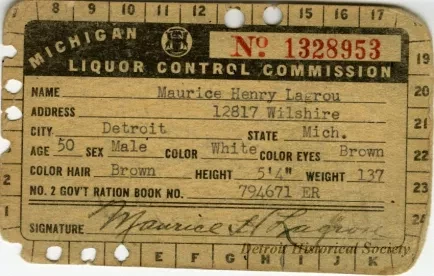 8 9 10 11 12 13 14 15 16 17
MICHIGAN
No. 1328953
LIQUOR CONTROL COMMISSION
NAME Maurice Henry Lagrou
ADDRESS 12817 Wilshire
CITY Detroit STATE Mich.
AGE 50 SEX Male COLOR White COLOR EYES Brown
COLOR HAIR Brown HEIGHT 5'4" WEIGHT 137
NO. 2 GOV'T RATION BOOK NO. 794671 ER
SIGNATURE Maurice H Lagrou
Detroit Historical Society
19
20
21
22
24
2
1
E F G H I J K